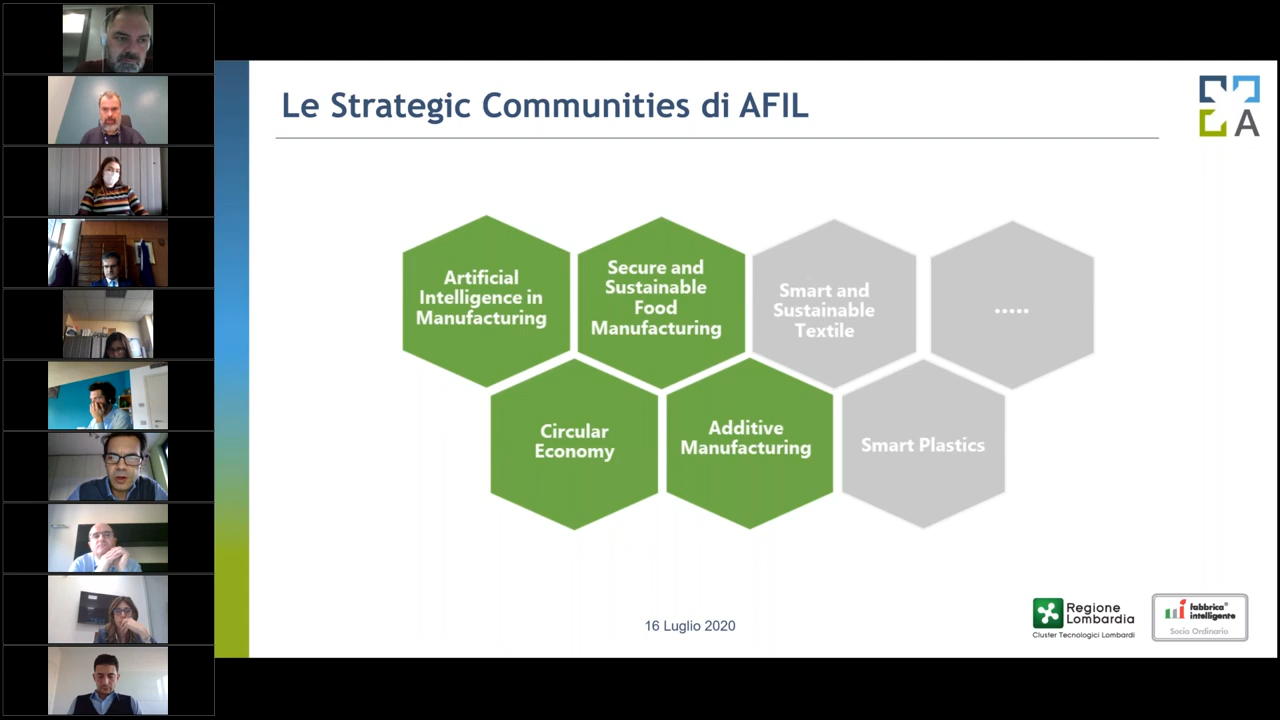 Le Strategic Communities di AFIL
A
Artificial
Intelligence in
Manufacturing
Secure and
Sustainable
Food
Manufacturing
Smart and
Sustainable
Textile
.....
Circular
Economy
Additive
Manufacturing
Smart Plastics
16 Luglio 2020
Regione
Lombardia
Cluster Tecnologici Lombardi
fabbrica
intelligente
Socio Ordinario